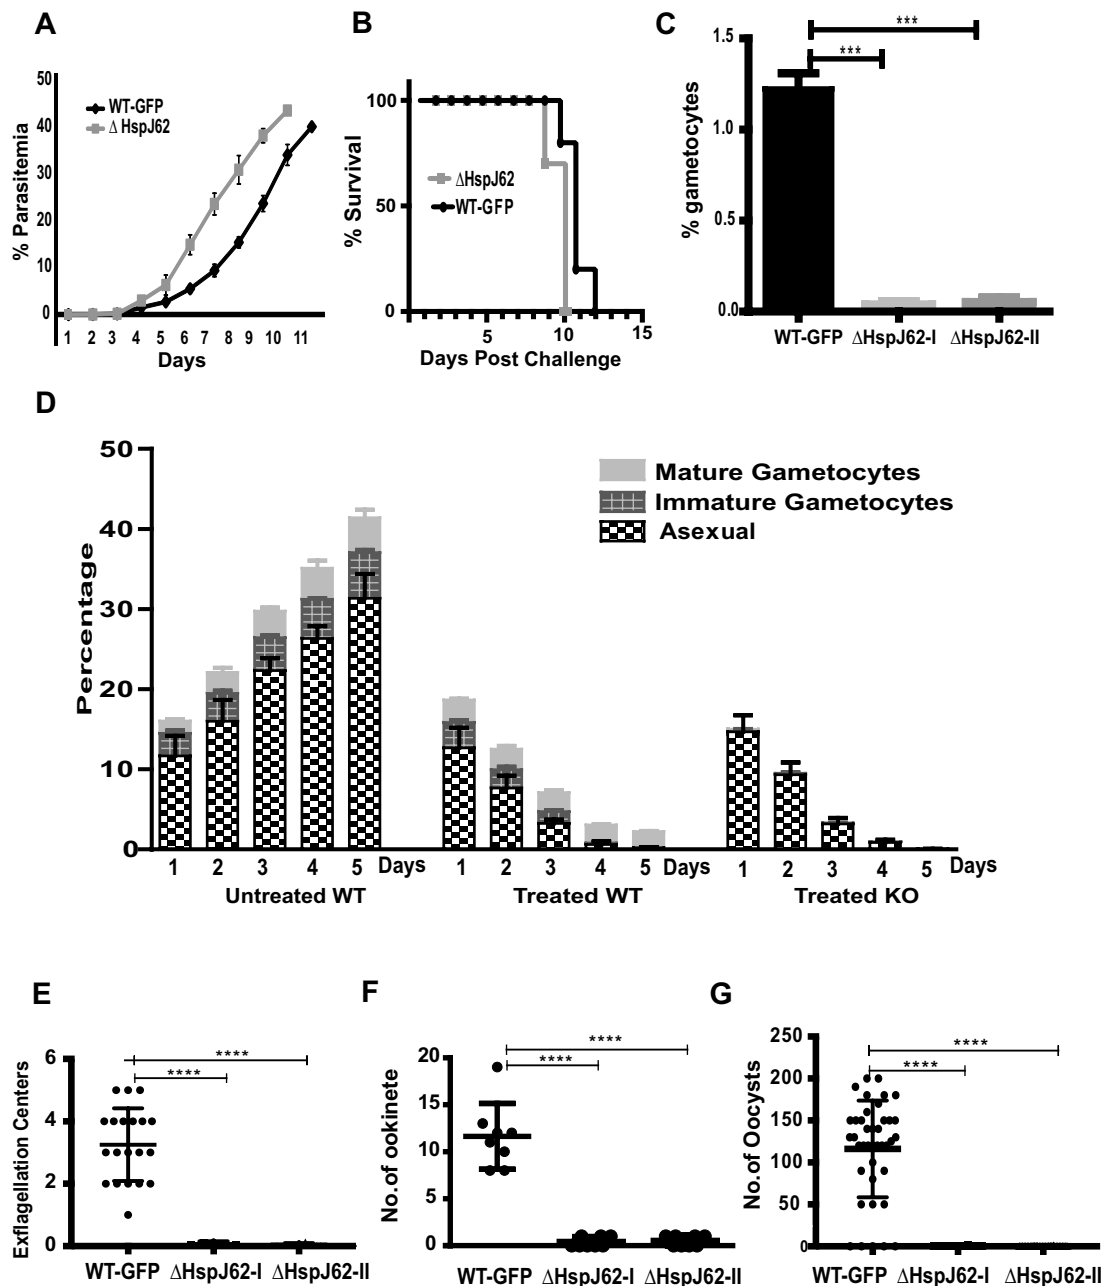 A
% Parasitemia
50
40
30
20
10
0
WT-GFP
Δ HspJ62
1 2 3 4 5 6 7 8 9 10 11
Days
B
% Survival
100
50
0
ΔHspJ62
WT-GFP
5 10 15
Days Post Challenge
C
% gametocytes
1.5
1.0
0.5
0.0
***
***
WT-GFP ΔHspJ62-I ΔHspJ62-II
D
Percentage
50
40
30
20
10
0
Mature Gametocytes
Immature Gametocytes
Asexual
1 2 3 4 5 Days 1 2 3 4 5 Days 1 2 3 4 5 Days
Untreated WT Treated WT Treated KO
E
Exflagellation Centers
6
4
2
0
****
****
WT-GFP ΔHspJ62-I ΔHspJ62-II
F
No.of ookinete
20
15
10
5
0
****
****
WT-GFP ΔHspJ62-I ΔHspJ62-II
G
No.of Oocysts
250
200
150
100
50
0
****
****
WT-GFP ΔHspJ62-I ΔHspJ62-II